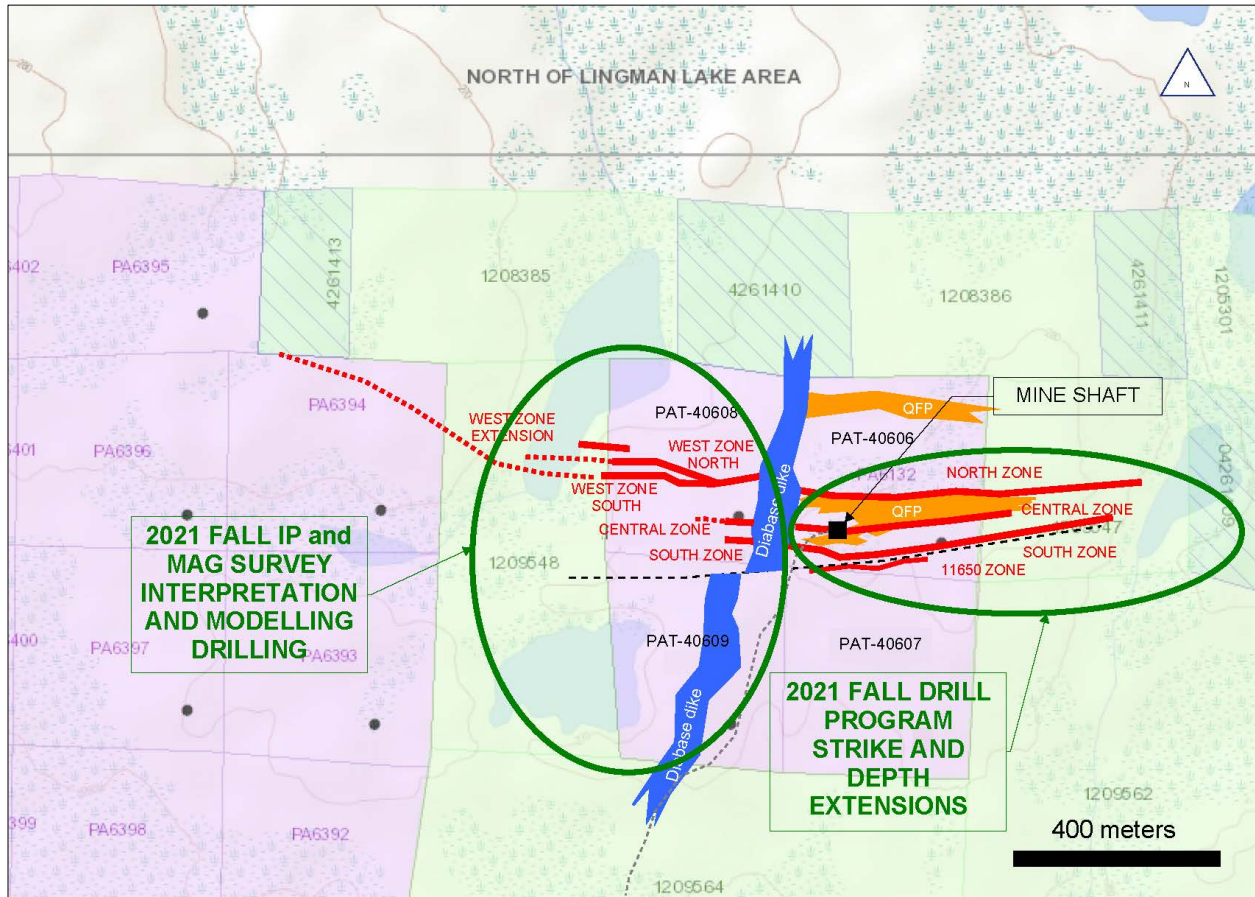 NORTH OF LINGMAN LAKE AREA
N
PA6395
4261413
1208385
4261410
1208386
4261411
1205301
PA6394
PA6396
WEST ZONE
EXTENSION
PAT-40608
WEST ZONE
NORTH
QFP
MINE SHAFT
PAT-40606
PA6132
NORTH ZONE
WEST ZONE
SOUTH
Diabase dike
QFP
CENTRAL ZONE
CENTRAL ZONE
SOUTH ZONE
SOUTH ZONE
11650 ZONE
2021 FALL IP and
MAG SURVEY
INTERPRETATION
AND MODELLING
DRILLING
1209548
PA6397
PA6393
PAT-40609
PAT-40607
Diabase dike
2021 FALL DRILL
PROGRAM
STRIKE AND
DEPTH
EXTENSIONS
1209562
400 meters
PA6398
PA6392
1209564